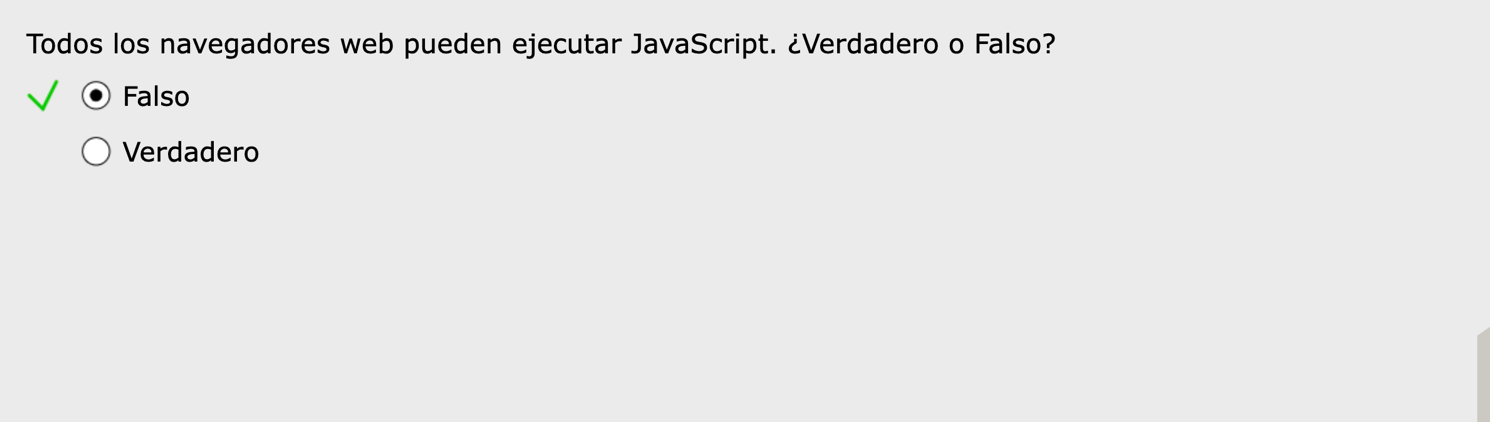 Todos los navegadores web pueden ejecutar JavaScript. ¿Verdadero o Falso?
Falso
Verdadero